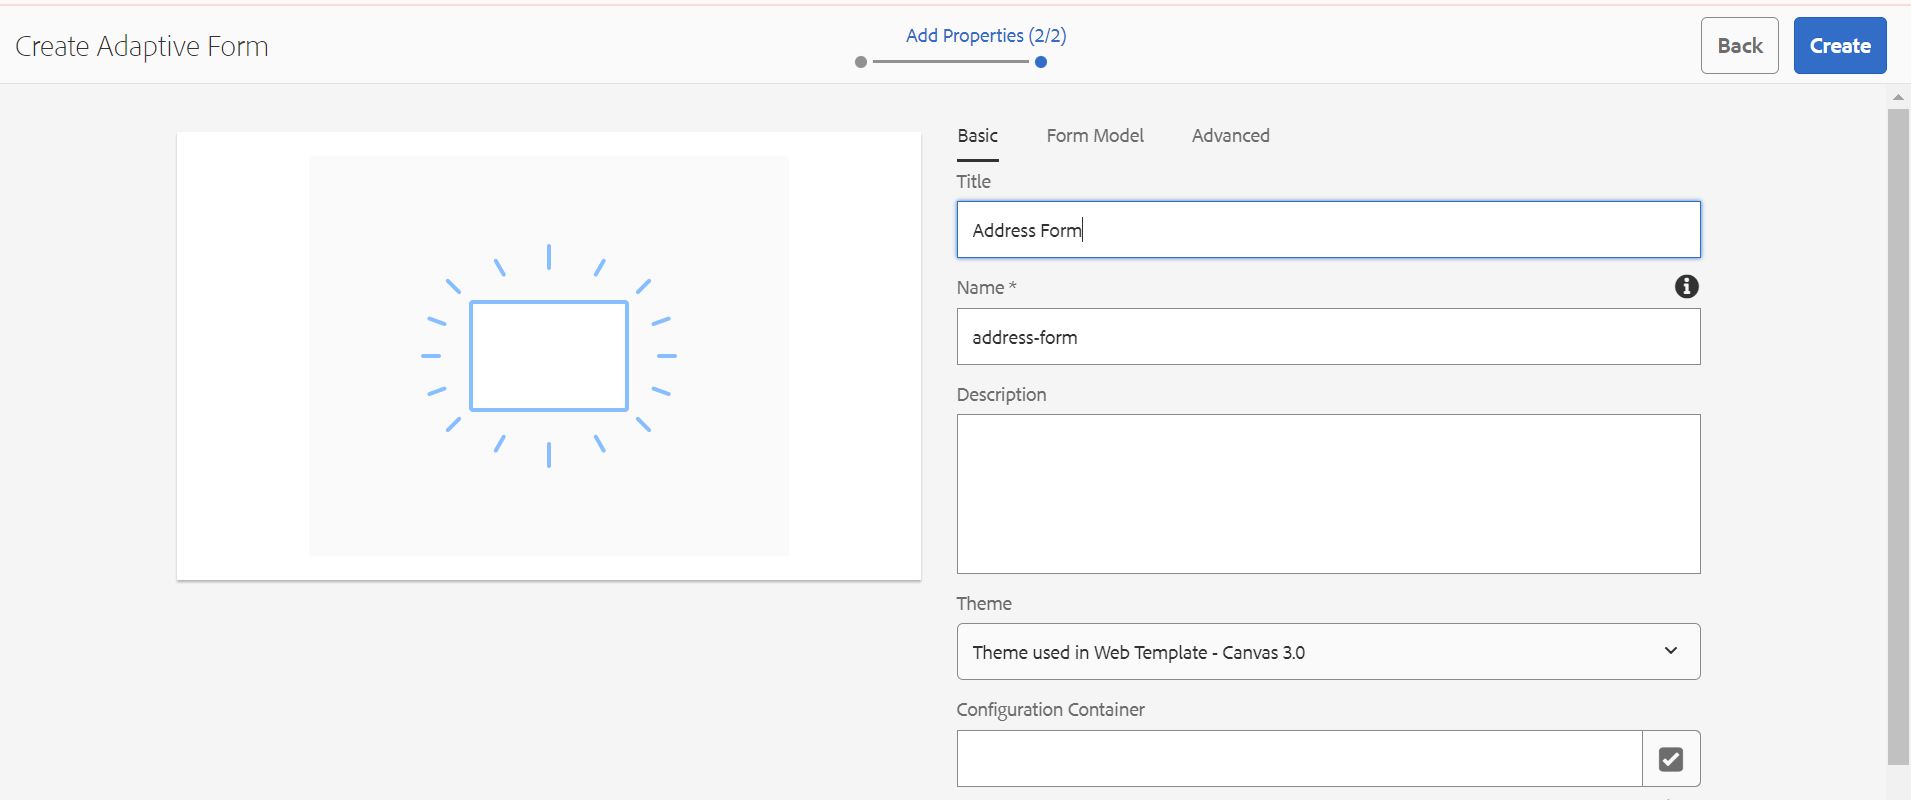 Create Adaptive Form
Add Properties (2/2)
Back
Create
Basic Form Model Advanced
Title
Address Form
Name *
address-form
Description
Theme
Theme used in Web Template - Canvas 3.0
Configuration Container